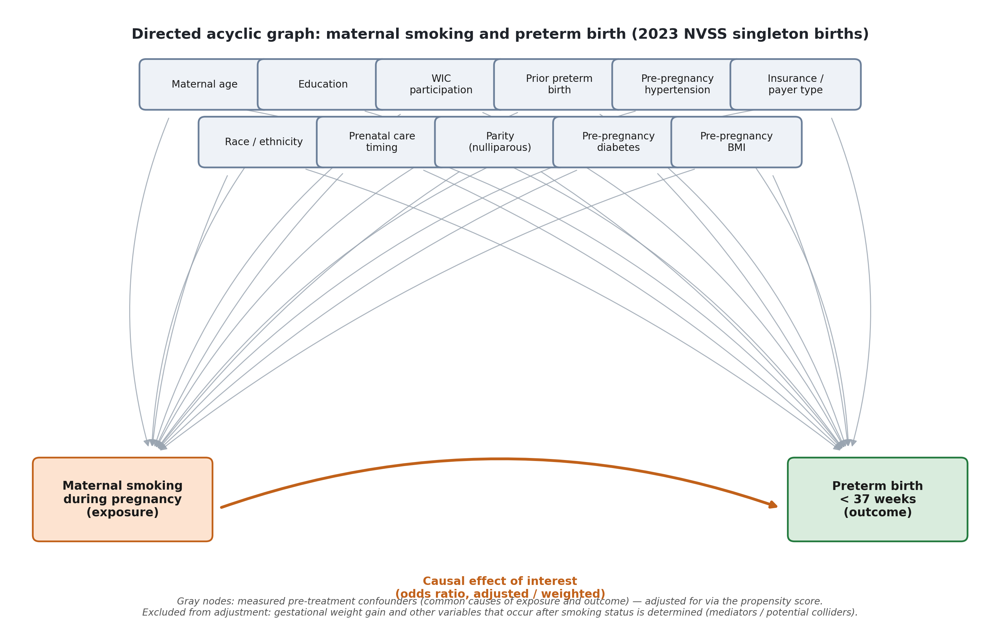 Directed acyclic graph: maternal smoking and preterm birth (2023 NVSS singleton births)
Maternal age
Education
WIC
participation
Prior preterm
birth
Pre-pregnancy
hypertension
Insurance /
payer type
Race / ethnicity
Prenatal care
timing
Parity
(nulliparous)
Pre-pregnancy
diabetes
Pre-pregnancy
BMI
Maternal smoking
during pregnancy
(exposure)
Preterm birth
< 37 weeks
(outcome)
Causal effect of interest
(odds ratio, adjusted / weighted)
Gray nodes: measured pre-treatment confounders (common causes of exposure and outcome) — adjusted for via the propensity score.
Excluded from adjustment: gestational weight gain and other variables that occur after smoking status is determined (mediators / potential colliders).